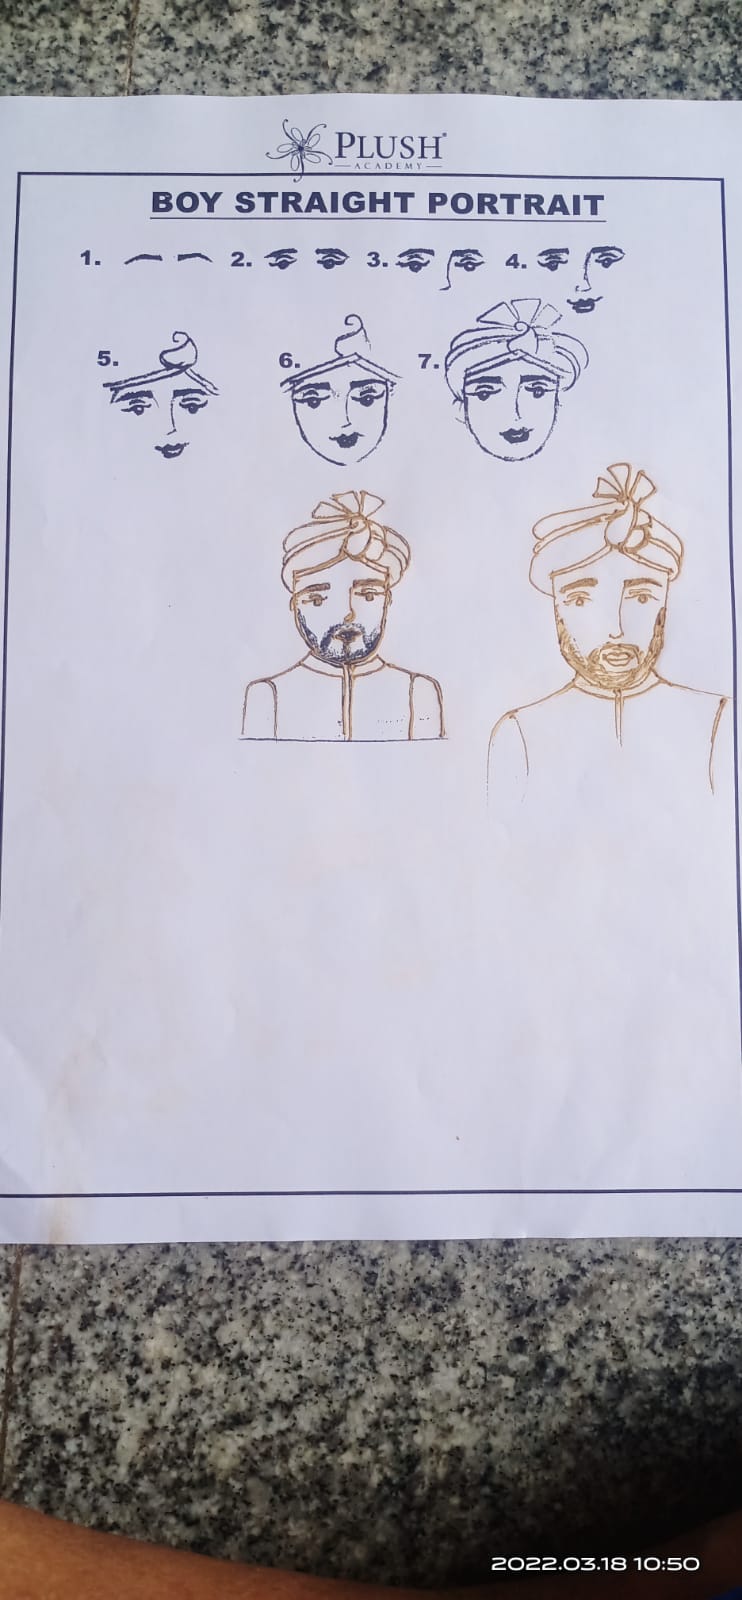 PLUSH®
ACADEMY
BOY STRAIGHT PORTRAIT
1. 2. 3. 4.
5. 6. 7.
2022.03.18 10:50